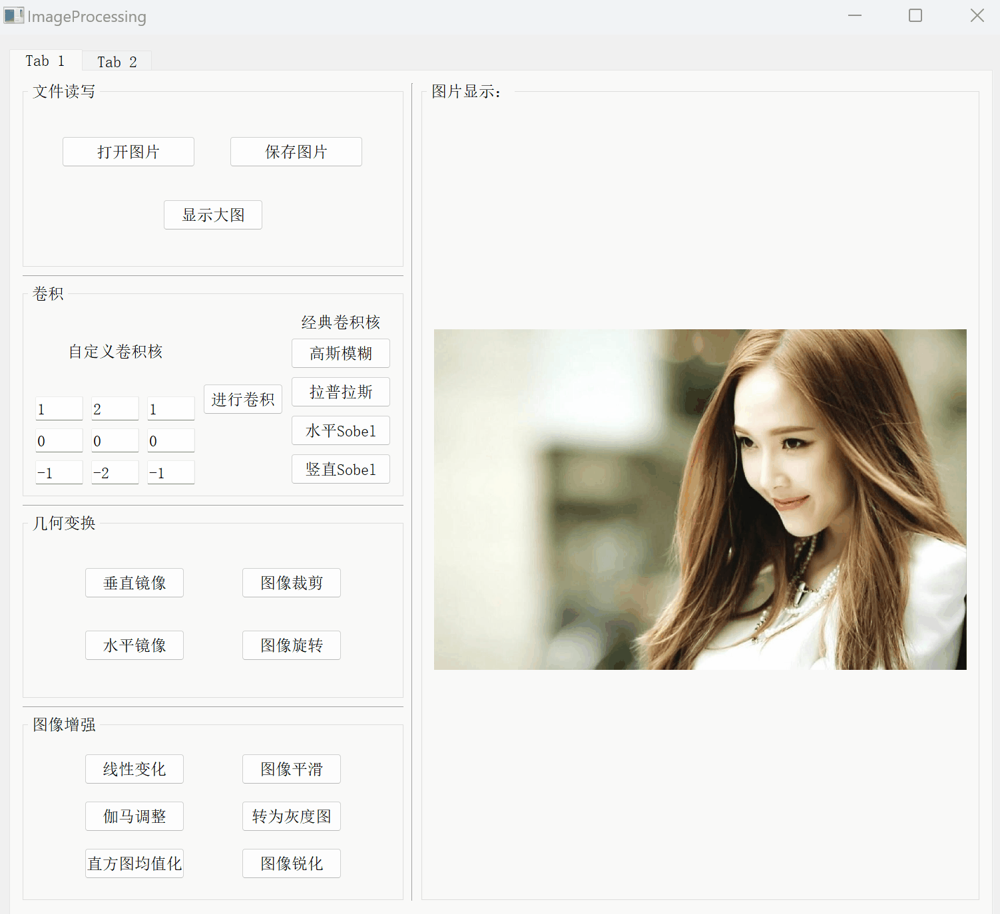 ImageProcessing
Tab 1
Tab 2
文件读写
打开图片
保存图片
显示大图
卷积
经典卷积核
自定义卷积核
高斯模糊
拉普拉斯
进行卷积
水平Sobel
竖直Sobel
1 2 1
0 0 0
-1 -2 -1
几何变换
垂直镜像
图像裁剪
水平镜像
图像旋转
图像增强
线性变化
图像平滑
伽马调整
转为灰度图
直方图均值化
图像锐化
图片显示：